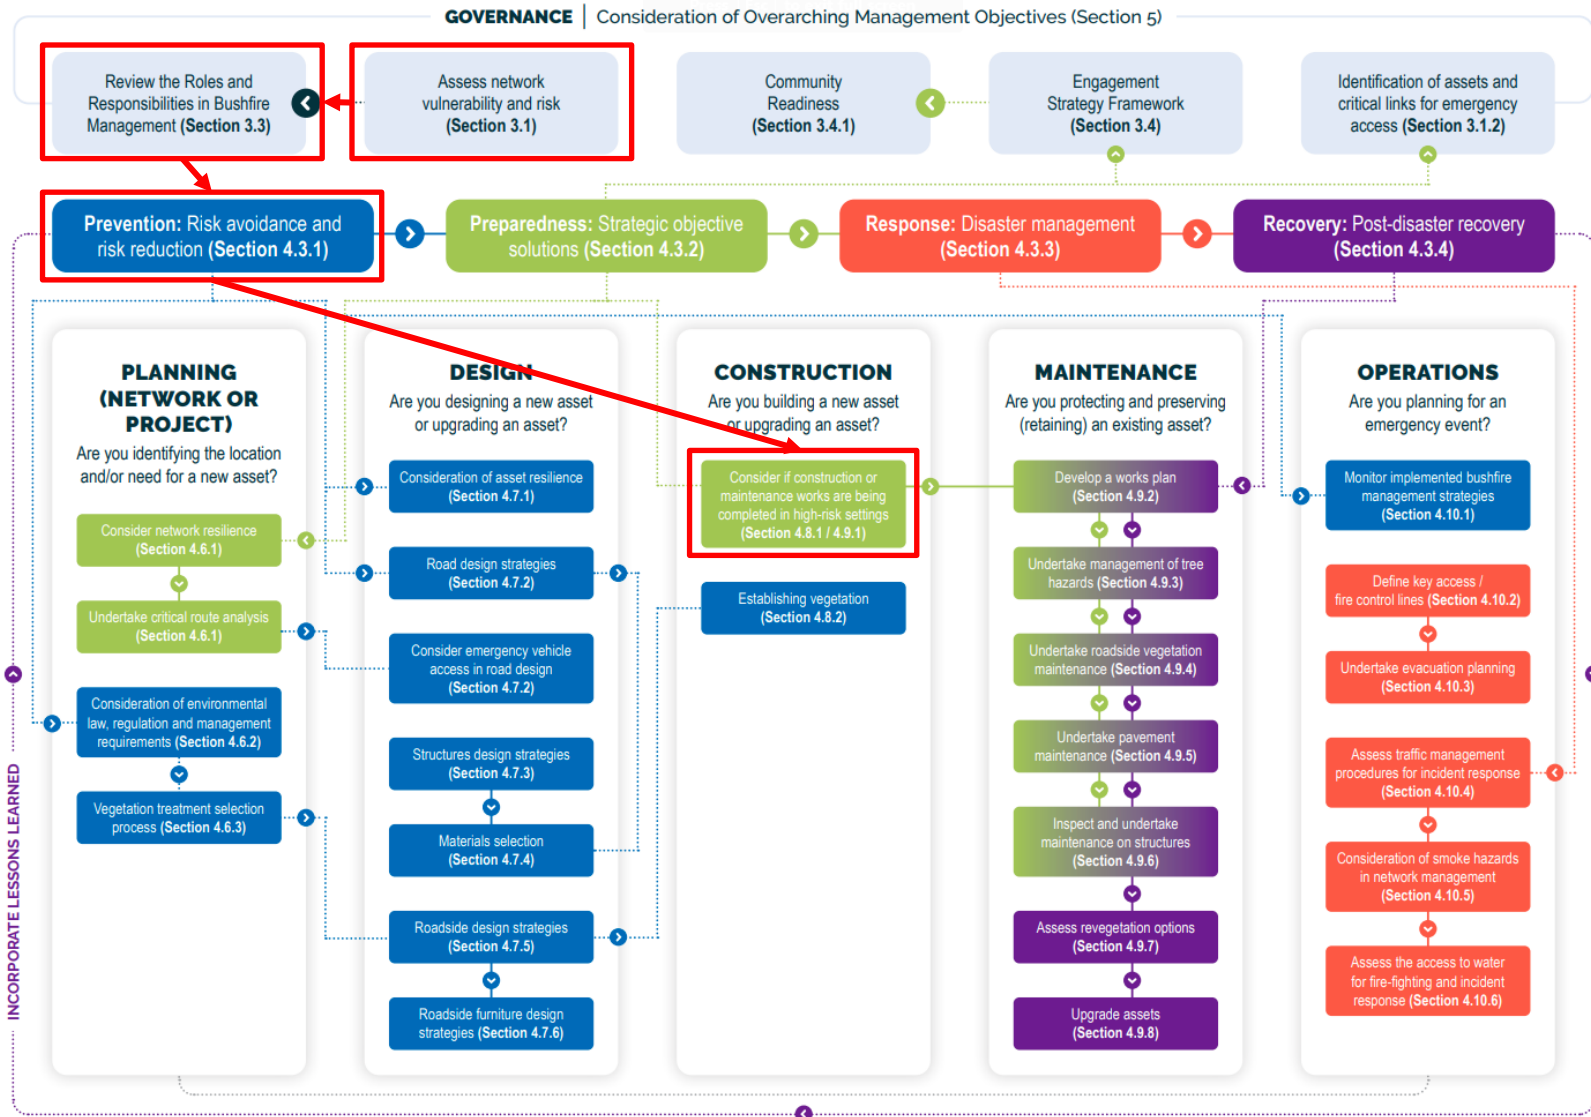 GOVERNANCE | Consideration of Overarching Management Objectives (Section 5)
Review the Roles and
Responsibilities in Bushfire
Management (Section 3.3)
Assess network
vulnerability and risk
(Section 3.1)
Community
Readiness
(Section 3.4.1)
Engagement
Strategy Framework
(Section 3.4)
Identification of assets and
critical links for emergency
access (Section 3.1.2)
Prevention: Risk avoidance and
risk reduction (Section 4.3.1)
Preparedness: Strategic objective
solutions (Section 4.3.2)
Response: Disaster management
(Section 4.3.3)
Recovery: Post-disaster recovery
(Section 4.3.4)
PLANNING
(NETWORK OR
PROJECT)
Are you identifying the location
and/or need for a new asset?
Consider network resilience
(Section 4.6.1)
Undertake critical route analysis
(Section 4.6.1)
Consideration of environmental
law, regulation and management
requirements (Section 4.6.2)
Vegetation treatment selection
process (Section 4.6.3)
DESIGN
Are you designing a new asset
or upgrading an asset?
Consideration of asset resilience
(Section 4.7.1)
Road design strategies
(Section 4.7.2)
Consider emergency vehicle
access in road design
(Section 4.7.2)
Structures design strategies
(Section 4.7.3)
Materials selection
(Section 4.7.4)
Roadside design strategies
(Section 4.7.5)
Roadside furniture design
strategies (Section 4.7.6)
CONSTRUCTION
Are you building a new asset
or upgrading an asset?
Consider if construction or
maintenance works are being
completed in high-risk settings
(Section 4.8.1 / 4.9.1)
Establishing vegetation
(Section 4.8.2)
MAINTENANCE
Are you protecting and preserving
(retaining) an existing asset?
Develop a works plan
(Section 4.9.2)
Undertake management of tree
hazards (Section 4.9.3)
Undertake roadside vegetation
maintenance (Section 4.9.4)
Undertake pavement
maintenance (Section 4.9.5)
Inspect and undertake
maintenance on structures
(Section 4.9.6)
Assess revegetation options
(Section 4.9.7)
Upgrade assets
(Section 4.9.8)
OPERATIONS
Are you planning for an
emergency event?
Monitor implemented bushfire
management strategies
(Section 4.10.1)
Define key access /
fire control lines (Section 4.10.2)
Undertake evacuation planning
(Section 4.10.3)
Assess traffic management
procedures for incident response
(Section 4.10.4)
Consideration of smoke hazards
in network management
(Section 4.10.5)
Assess the access to water
for fire-fighting and incident
response (Section 4.10.6)
INCORPORATE LESSONS LEARNED